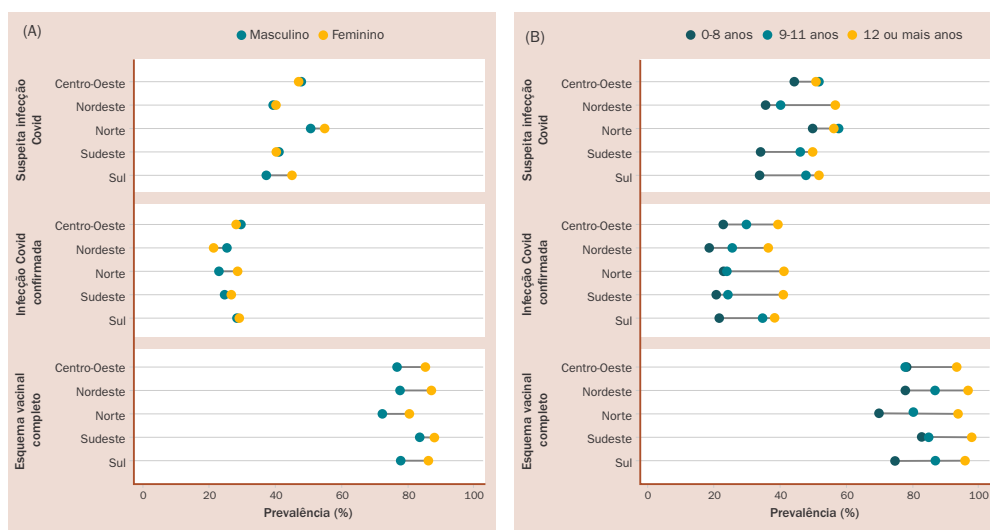 (A)
Masculino Feminino
Suspeita infecção
Covid
Centro-Oeste
Nordeste
Norte
Sudeste
Sul
Infecção Covid
confirmada
Centro-Oeste
Nordeste
Norte
Sudeste
Sul
Esquema vacinal
completo
Centro-Oeste
Nordeste
Norte
Sudeste
Sul
0 20 40 60 80 100
Prevalência (%)
(B)
0-8 anos 9-11 anos 12 ou mais anos
Suspeita infecção
Covid
Centro-Oeste
Nordeste
Norte
Sudeste
Sul
Infecção Covid
confirmada
Centro-Oeste
Nordeste
Norte
Sudeste
Sul
Esquema vacinal
completo
Centro-Oeste
Nordeste
Norte
Sudeste
Sul
0 20 40 60 80 100
Prevalência (%)